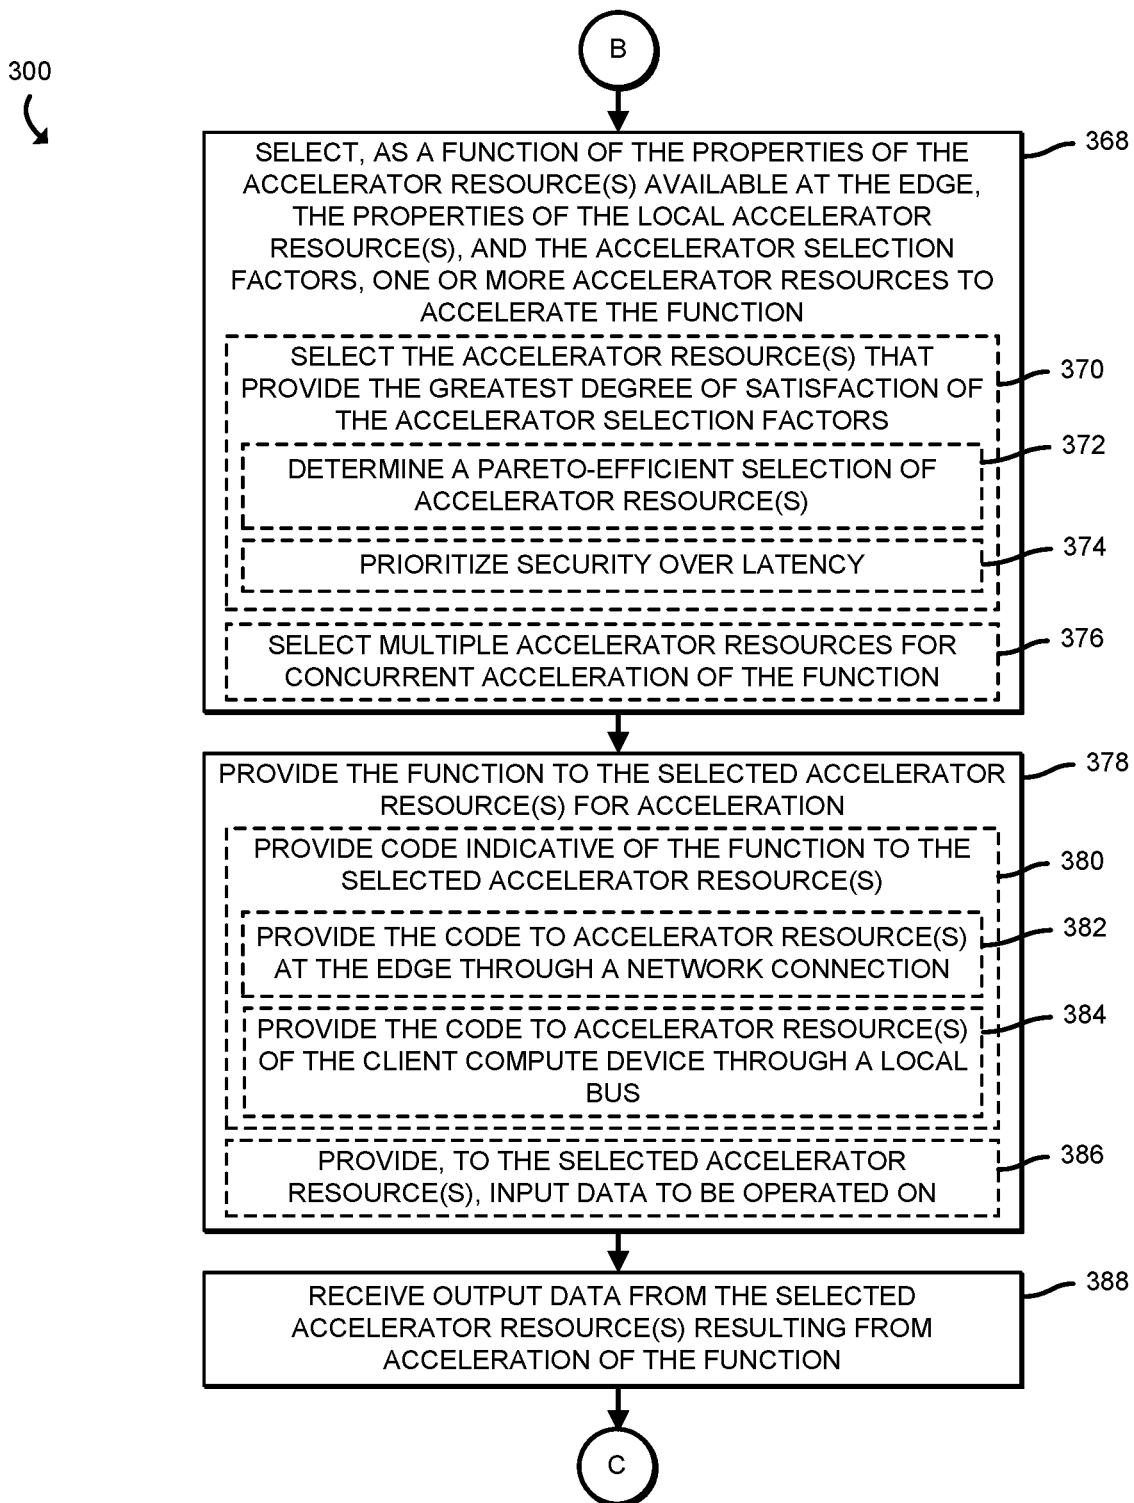 B
300
SELECT, AS A FUNCTION OF THE PROPERTIES OF THE
ACCELERATOR RESOURCE(S) AVAILABLE AT THE EDGE,
THE PROPERTIES OF THE LOCAL ACCELERATOR
RESOURCE(S), AND THE ACCELERATOR SELECTION
FACTORS, ONE OR MORE ACCELERATOR RESOURCES TO
ACCELERATE THE FUNCTION
368
SELECT THE ACCELERATOR RESOURCE(S) THAT
PROVIDE THE GREATEST DEGREE OF SATISFACTION OF
THE ACCELERATOR SELECTION FACTORS
370
DETERMINE A PARETO-EFFICIENT SELECTION OF
ACCELERATOR RESOURCE(S)
372
PRIORITIZE SECURITY OVER LATENCY
374
SELECT MULTIPLE ACCELERATOR RESOURCES FOR
CONCURRENT ACCELERATION OF THE FUNCTION
376
PROVIDE THE FUNCTION TO THE SELECTED ACCELERATOR
RESOURCE(S) FOR ACCELERATION
378
PROVIDE CODE INDICATIVE OF THE FUNCTION TO THE
SELECTED ACCELERATOR RESOURCE(S)
380
PROVIDE THE CODE TO ACCELERATOR RESOURCE(S)
AT THE EDGE THROUGH A NETWORK CONNECTION
382
PROVIDE THE CODE TO ACCELERATOR RESOURCE(S)
OF THE CLIENT COMPUTE DEVICE THROUGH A LOCAL
BUS
384
PROVIDE, TO THE SELECTED ACCELERATOR
RESOURCE(S), INPUT DATA TO BE OPERATED ON
386
RECEIVE OUTPUT DATA FROM THE SELECTED
ACCELERATOR RESOURCE(S) RESULTING FROM
ACCELERATION OF THE FUNCTION
388
C